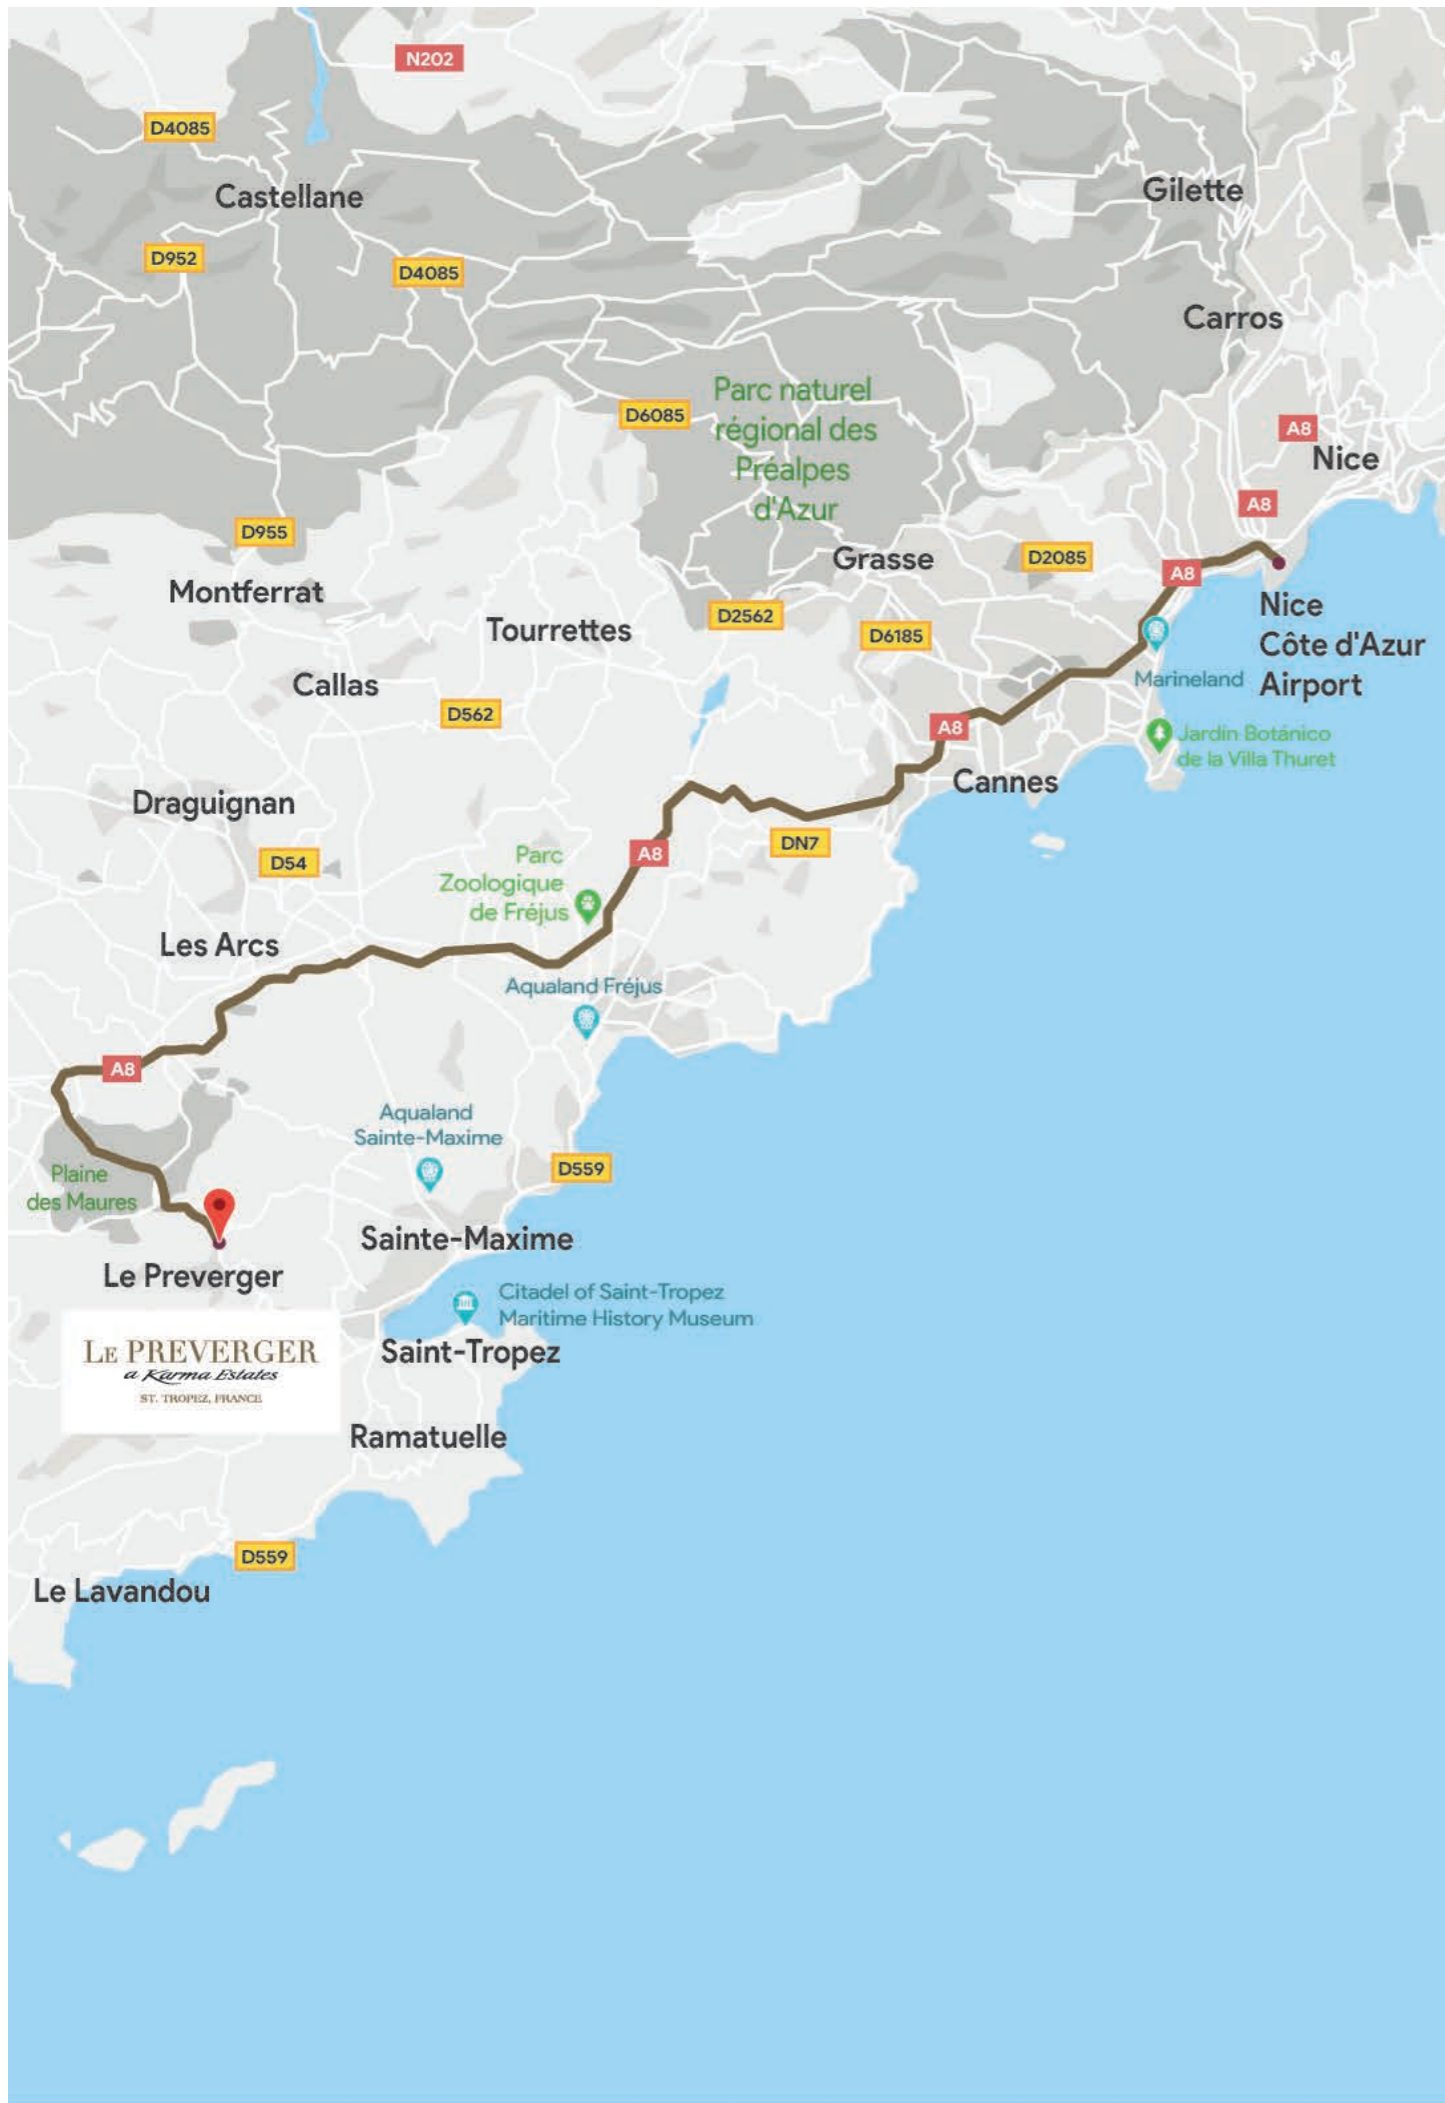 N202
D4085
Castellane
Gilette
D952
D4085
Carros
Parc naturel
régional des
Préalpes
d'Azur
D6085
A8
Nice
A8
D955
Grasse
D2085
A8
Montferrat
Nice
Côte d'Azur
Airport
Tourrettes
D2562
D6185
Callas
Marineland
D562
A8
Jardín Botánico
de la Villa Thuret
Cannes
Draguignan
DN7
D54
Parc
Zoologique
de Fréjus
A8
Les Arcs
Aqualand Fréjus
A8
Aqualand
Sainte-Maxime
D559
Plaine
des Maures
Sainte-Maxime
Le Preverger
Citadel of Saint-Tropez
Maritime History Museum
LE PREVERGER
a Karma Estates
ST. TROPEZ, FRANCE
Saint-Tropez
Ramatuelle
D559
Le Lavandou